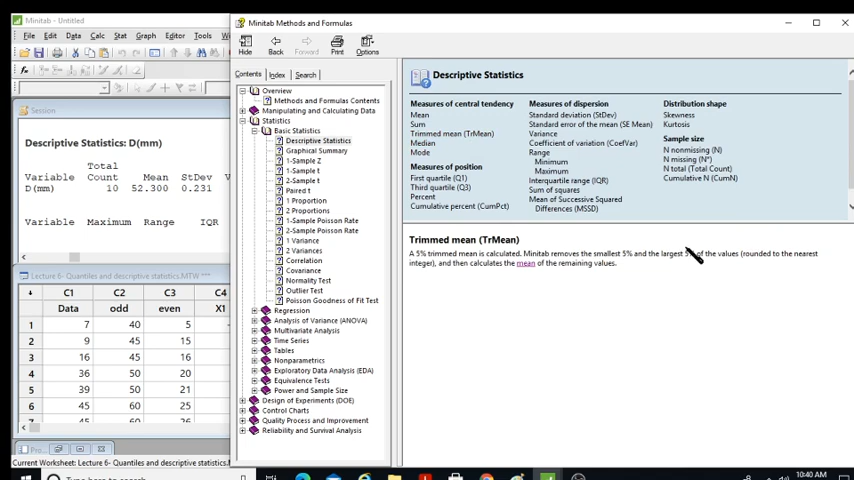 Minitab - Untitled
File Edit Data Calc Stat Graph Editor Tools
Session
Descriptive Statistics: D(mm)
Total
Variable Count Mean StDev
D(mm) 10 52.300 0.231
Variable Maximum Range IQR
Lecture 6- Quantiles and descriptive statistics.MTW ***
C1 C2 C3 C4
Data odd even X1
1 7 40 5
2 9 45 15
3 16 45 16
4 36 50 20
5 39 50 21
6 45 60 25
7 45 60 26
Pro...
Current Worksheet: Lecture 6- Quantiles and descriptive statistics.
Minitab Methods and Formulas
Hide Back Forward Print Options
Contents Index Search
Overview
Methods and Formulas Contents
Manipulating and Calculating Data
Statistics
Basic Statistics
Descriptive Statistics
Graphical Summary
1-Sample Z
1-Sample t
2-Sample t
Paired t
1 Proportion
2 Proportions
1-Sample Poisson Rate
2-Sample Poisson Rate
1 Variance
2 Variances
Correlation
Covariance
Normality Test
Outlier Test
Poisson Goodness of Fit Test
Regression
Analysis of Variance (ANOVA)
Multivariate Analysis
Time Series
Tables
Nonparametrics
Exploratory Data Analysis (EDA)
Equivalence Tests
Power and Sample Size
Design of Experiments (DOE)
Control Charts
Quality Process and Improvement
Reliability and Survival Analysis
Descriptive Statistics
Measures of central tendency
Mean
Sum
Trimmed mean (TrMean)
Median
Mode
Measures of position
First quartile (Q1)
Third quartile (Q3)
Percent
Cumulative percent (CumPct)
Measures of dispersion
Standard deviation (StDev)
Standard error of the mean (SE Mean)
Variance
Coefficient of variation (CoefVar)
Range
Minimum
Maximum
Interquartile range (IQR)
Sum of squares
Mean of Successive Squared
Differences (MSSD)
Distribution shape
Skewness
Kurtosis
Sample size
N nonmissing (N)
N missing (N*)
N total (Total Count)
Cumulative N (CumN)
Trimmed mean (TrMean)
A 5% trimmed mean is calculated. Minitab removes the smallest 5% and the largest 5% of the values (rounded to the nearest
integer), and then calculates the mean of the remaining values.
10:40 AM